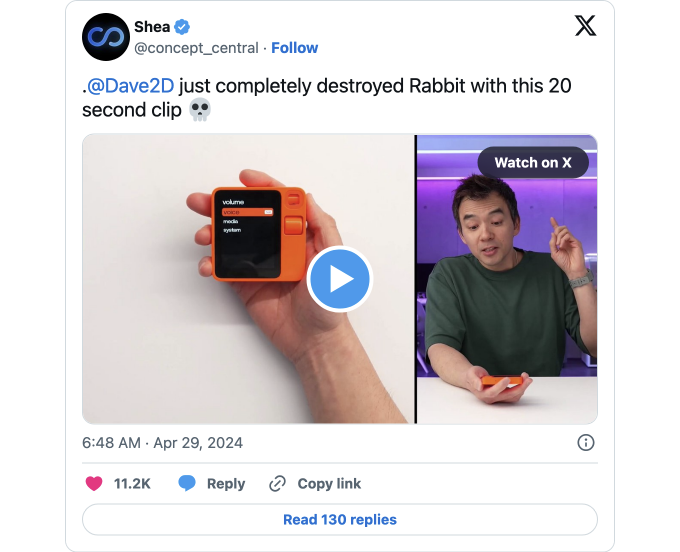 Shea
@concept_central · Follow
.@Dave2D just completely destroyed Rabbit with this 20
second clip 💀
volume
voice
media
system
Watch on X
6:48 AM · Apr 29, 2024
11.2K Reply Copy link
Read 130 replies